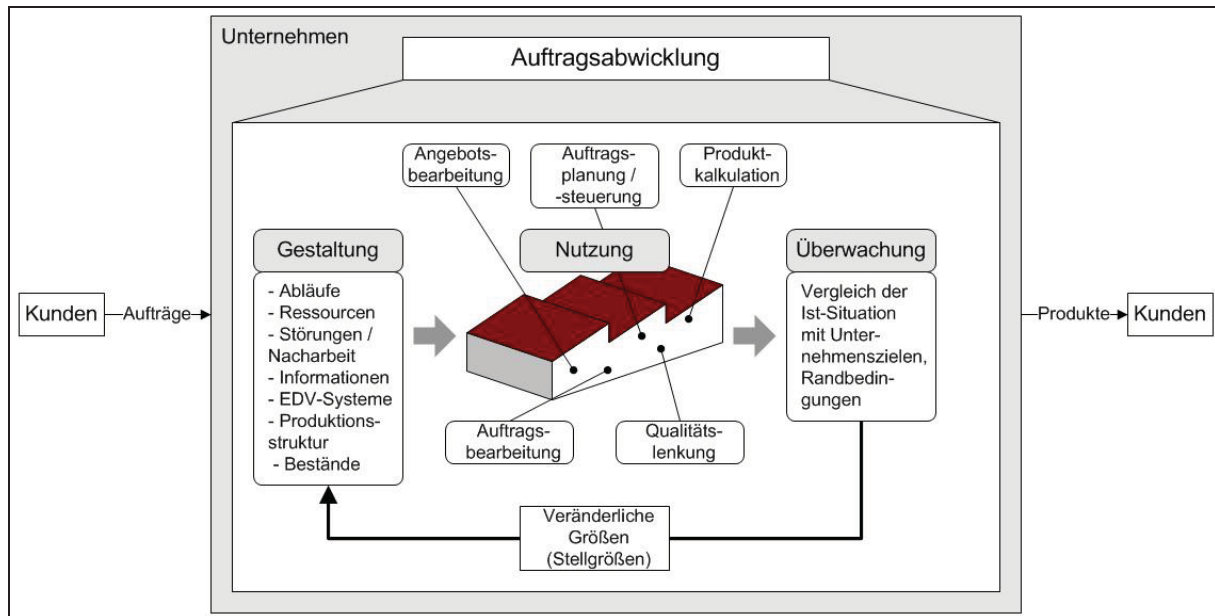 Unternehmen
Auftragsabwicklung
Angebots-
bearbeitung
Auftrags-
planung /
-steuerung
Produkt-
kalkulation
Gestaltung
- Abläufe
- Ressourcen
- Störungen /
Nacharbeit
- Informationen
- EDV-Systeme
- Produktions-
struktur
- Bestände
Nutzung
Überwachung
Vergleich der
Ist-Situation
mit Unter-
nehmenszielen,
Randbedin-
gungen
Kunden
Aufträge
Produkte
Kunden
Auftrags-
bearbeitung
Qualitäts-
lenkung
Veränderliche
Größen
(Stellgrößen)